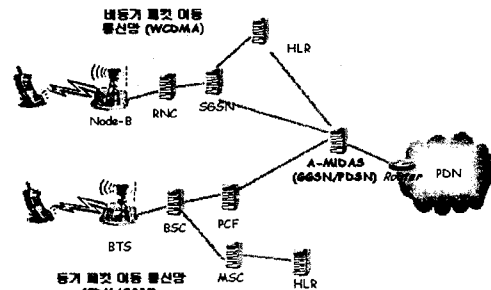 비동기 패킷 이동
통신망 (WCDMA)
HLR
Node-B
RNC
SGSN
A-MIDAS
(GGSN/PDSN)
Router
PDN
BTS
BSC
PCF
MSC
HLR
동기 패킷 이동 통신망